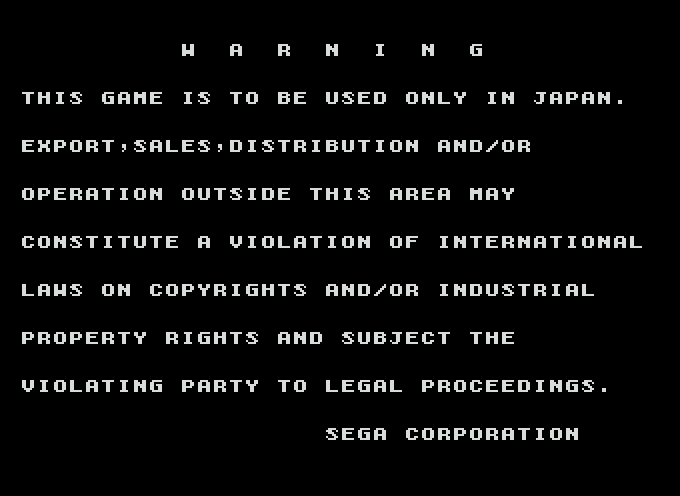 W A R N I N G
THIS GAME IS TO BE USED ONLY IN JAPAN.
EXPORT,SALES,DISTRIBUTION AND/OR
OPERATION OUTSIDE THIS AREA MAY
CONSTITUTE A VIOLATION OF INTERNATIONAL
LAWS ON COPYRIGHTS AND/OR INDUSTRIAL
PROPERTY RIGHTS AND SUBJECT THE
VIOLATING PARTY TO LEGAL PROCEEDINGS.
SEGA CORPORATION